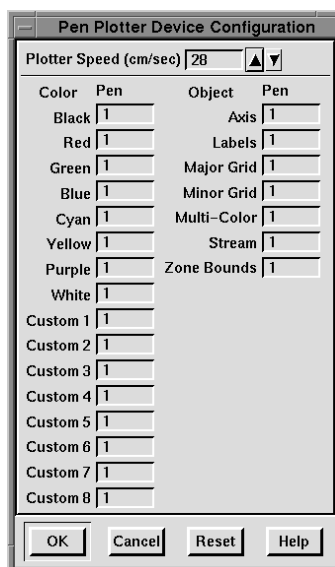 Pen Plotter Device Configuration
Plotter Speed (cm/sec) 28
Color Pen Object Pen
Black 1 Axis 1
Red 1 Labels 1
Green 1 Major Grid 1
Blue 1 Minor Grid 1
Cyan 1 Multi-Color 1
Yellow 1 Stream 1
Purple 1 Zone Bounds 1
White 1
Custom 1 1
Custom 2 1
Custom 3 1
Custom 4 1
Custom 5 1
Custom 6 1
Custom 7 1
Custom 8 1
OK Cancel Reset Help